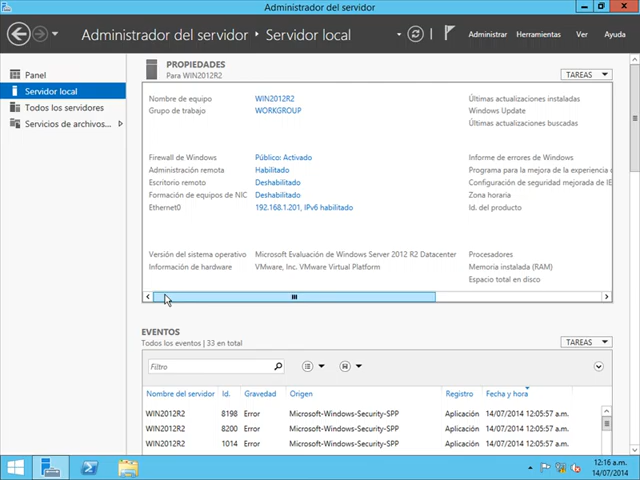 Administrador del servidor
Administrador del servidor ‣ Servidor local
Administrar Herramientas Ver Ayuda
Panel
Servidor local
Todos los servidores
Servicios de archivos...
PROPIEDADES
Para WIN2012R2
TAREAS
Nombre de equipo WIN2012R2 Últimas actualizaciones instaladas
Grupo de trabajo WORKGROUP Windows Update
Últimas actualizaciones buscadas
Firewall de Windows Público: Activado Informe de errores de Windows
Administración remota Habilitado Programa para la mejora de la experiencia
Escritorio remoto Deshabilitado Configuración de seguridad mejorada de IE
Formación de equipos de NIC Deshabilitado Zona horaria
Ethernet0 192.168.1.201, IPv6 habilitado Id. del producto
Versión del sistema operativo Microsoft Evaluación de Windows Server 2012 R2 Datacenter Procesadores
Información de hardware VMware, Inc. VMware Virtual Platform Memoria instalada (RAM)
Espacio total en disco
EVENTOS
Todos los eventos | 33 en total
TAREAS
Filtro
Nombre del servidor Id. Gravedad Origen Registro Fecha y hora
WIN2012R2 8198 Error Microsoft-Windows-Security-SPP Aplicación 14/07/2014 12:05:57 a.m.
WIN2012R2 8200 Error Microsoft-Windows-Security-SPP Aplicación 14/07/2014 12:05:57 a.m.
WIN2012R2 1014 Error Microsoft-Windows-Security-SPP Aplicación 14/07/2014 12:05:57 a.m.
12:16 a.m.
14/07/2014